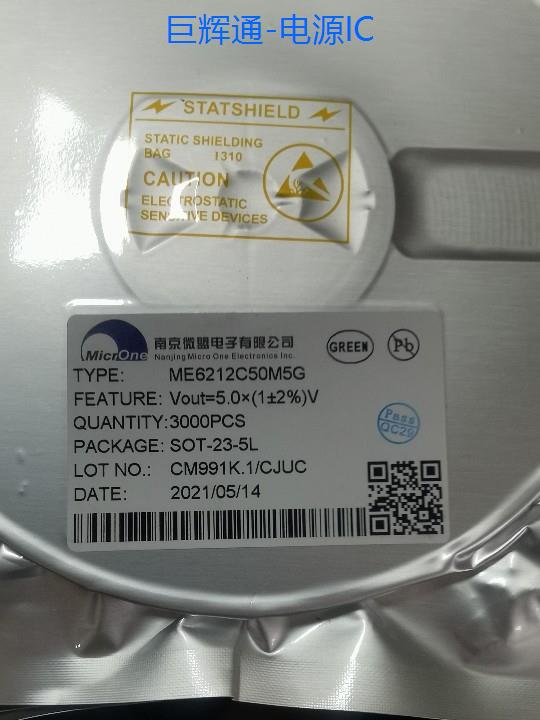 巨辉通-电源IC
STATSHIELD
STATIC SHIELDING
BAG 1310
CAUTION
ELECTROSTATIC
SENSITIVE DEVICES
MicrOne
南京微盟电子有限公司
Nanjing Micro One Electronics Inc.
GREEN
Pb
TYPE: ME6212C50M5G
FEATURE: Vout=5.0×(1±2%)V
QUANTITY:3000PCS
Pass
QC29
PACKAGE: SOT-23-5L
LOT NO.: CM991K.1/CJUC
DATE: 2021/05/14